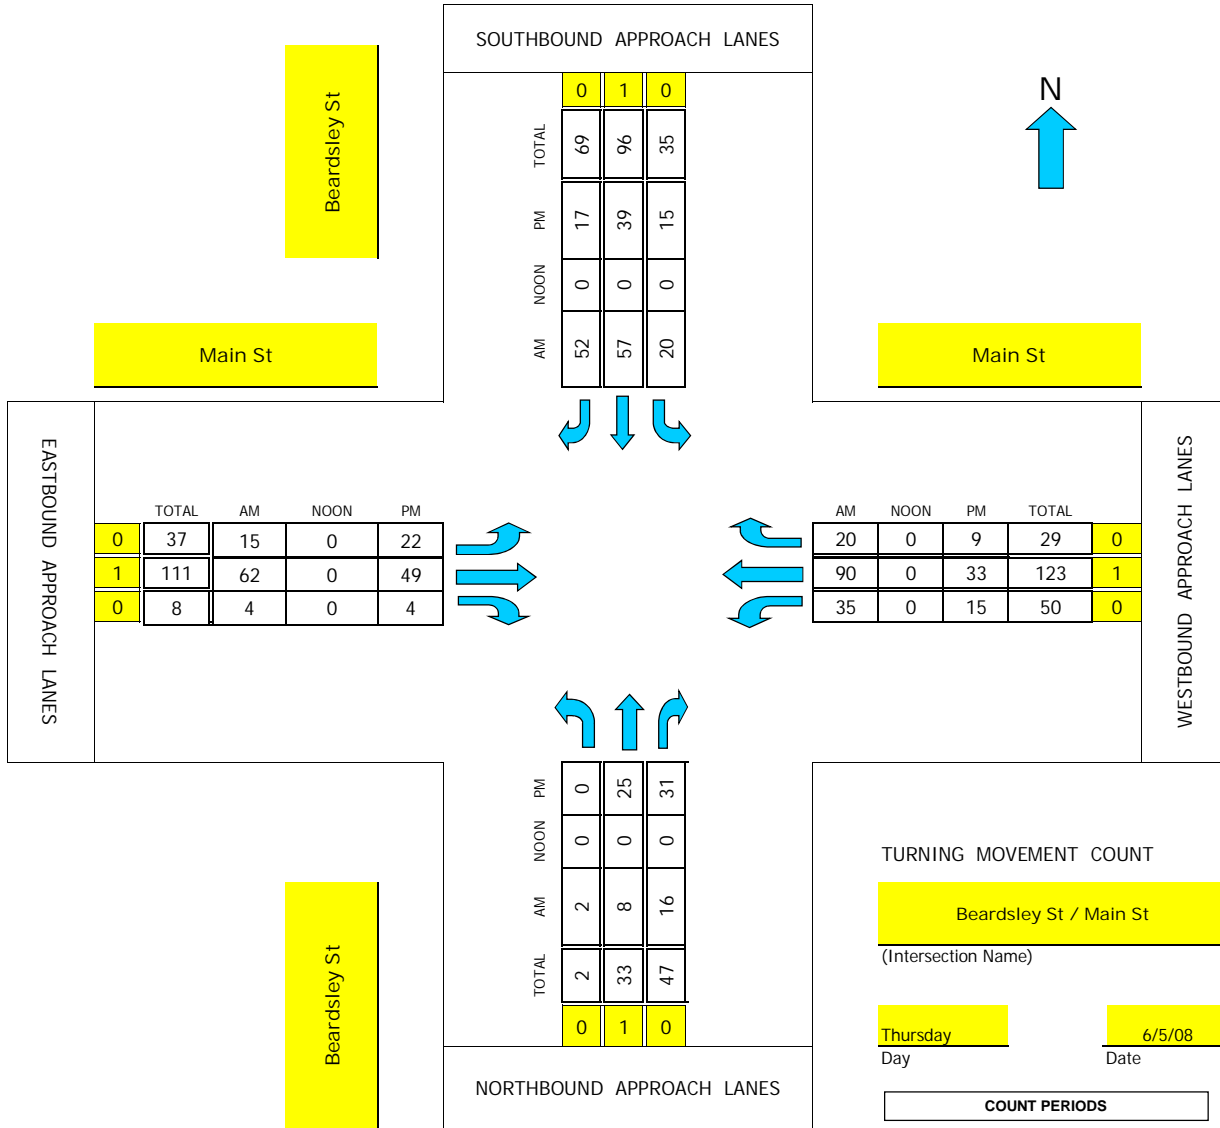 SOUTHBOUND APPROACH LANES
0 1 0
TOTAL 69 96 35
PM 17 39 15
NOON 0 0 0
AM 52 57 20
N
Beardsley St
Main St
Main St
EASTBOUND APPROACH LANES
TOTAL AM NOON PM
0 37 15 0 22
1 111 62 0 49
0 8 4 0 4
AM NOON PM TOTAL
20 0 9 29 0
90 0 33 123 1
35 0 15 50 0
WESTBOUND APPROACH LANES
PM 0 25 31
NOON 0 0 0
AM 2 8 16
TOTAL 2 33 47
0 1 0
NORTHBOUND APPROACH LANES
Beardsley St
TURNING MOVEMENT COUNT
Beardsley St / Main St
(Intersection Name)
Thursday 6/5/08
Day Date
COUNT PERIODS